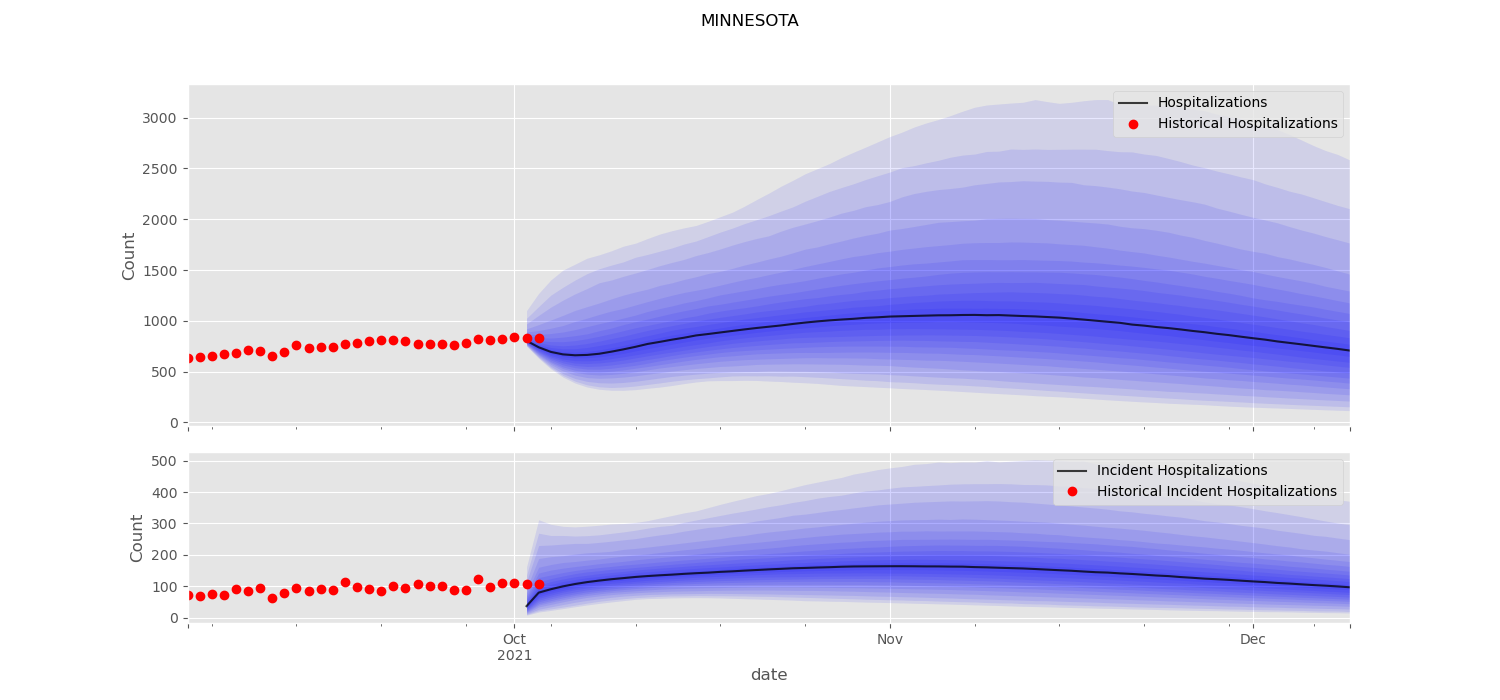 MINNESOTA
Hospitalizations
Historical Hospitalizations
3000
2500
2000
1500
1000
500
0
Count
Incident Hospitalizations
Historical Incident Hospitalizations
500
400
300
200
100
0
Count
Oct
2021
Nov
Dec
date